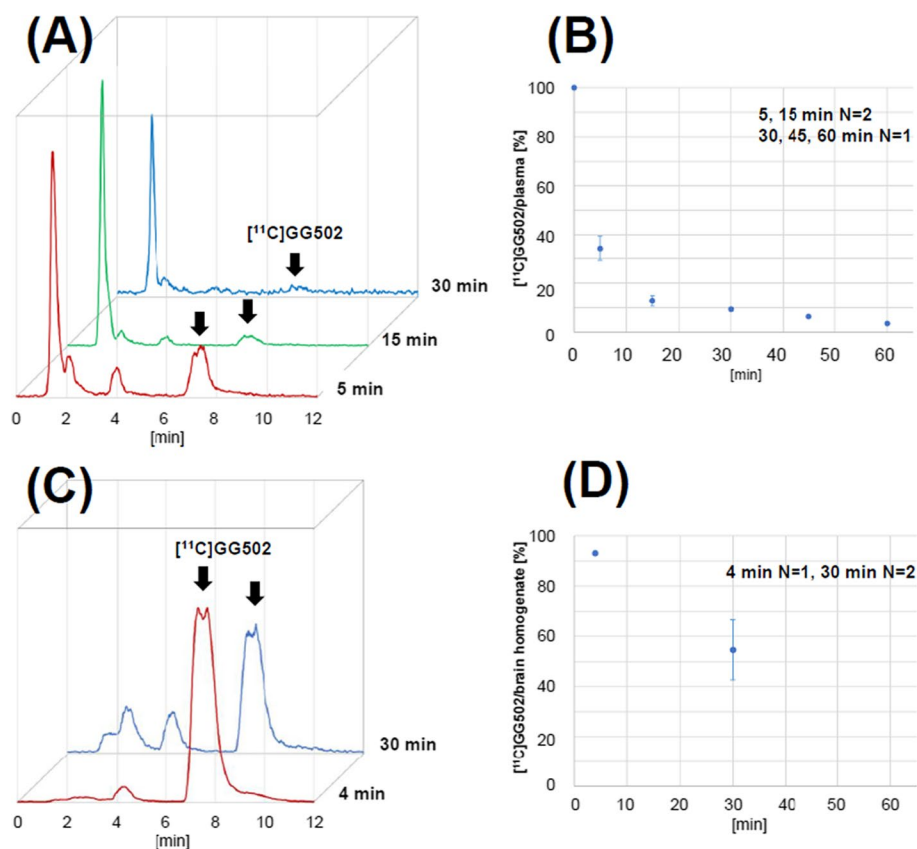 (A)
[¹¹C]GG502
30 min
15 min
5 min
0 2 4 6 8 10 12
[min]
(B)
[¹¹C]GG502/plasma [%]
100
80
60
40
20
0
5, 15 min N=2
30, 45, 60 min N=1
0 10 20 30 40 50 60
[min]
(C)
[¹¹C]GG502
30 min
4 min
0 2 4 6 8 10 12
[min]
(D)
[¹¹C]GG502/brain homogenate [%]
100
80
60
40
20
0
4 min N=1, 30 min N=2
0 10 20 30 40 50 60
[min]